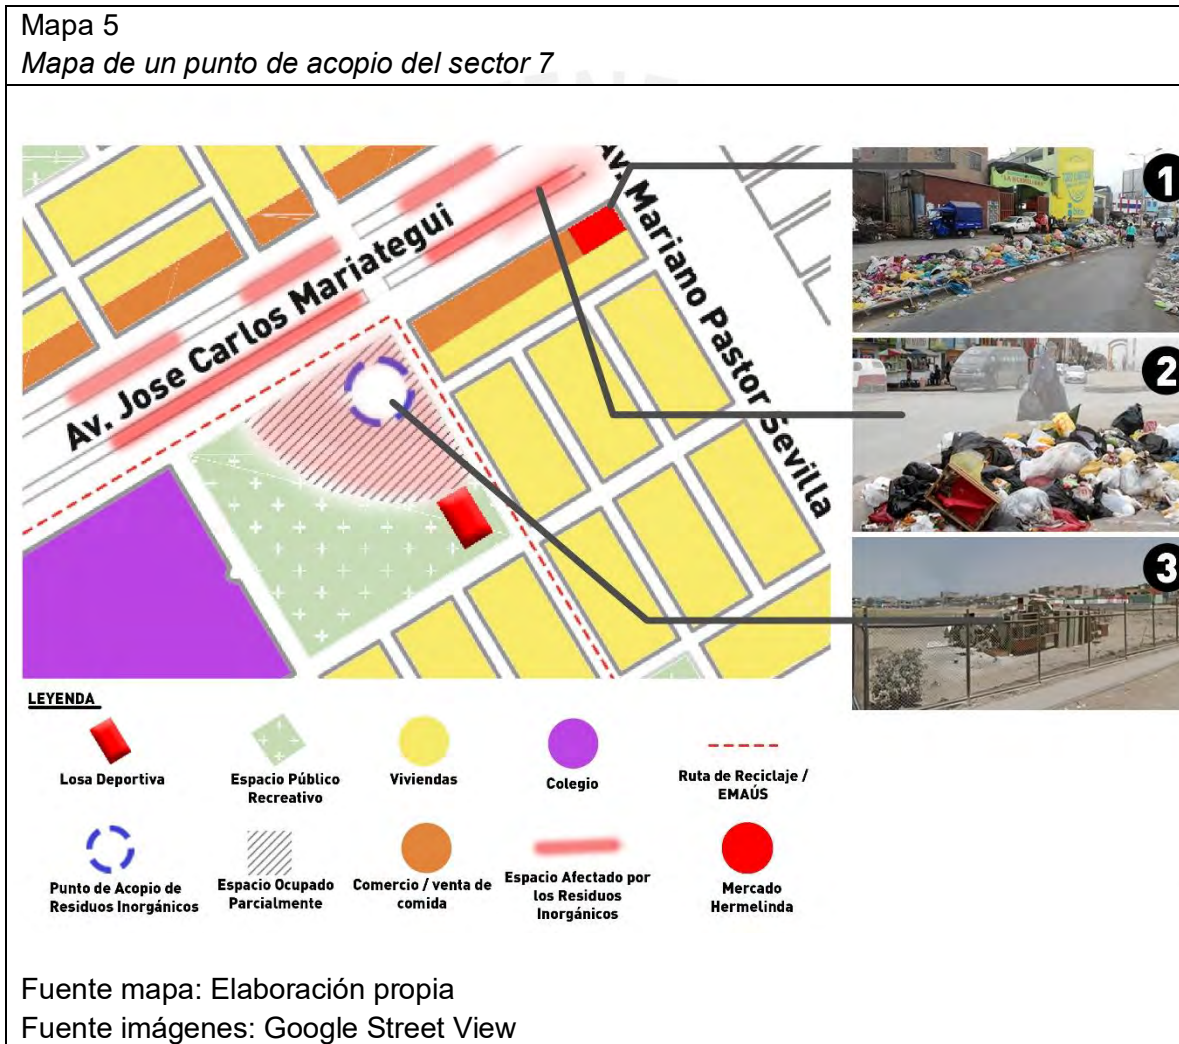 Mapa 5
Mapa de un punto de acopio del sector 7
Av. Jose Carlos Mariategui
Av. Mariano Pastor Sevilla
1
2
3
LEYENDA
Losa Deportiva
Espacio Público
Recreativo
Viviendas
Colegio
Ruta de Reciclaje /
EMAÚS
Punto de Acopio de
Residuos Inorgánicos
Espacio Ocupado
Parcialmente
Comercio / venta de
comida
Espacio Afectado por
los Residuos
Inorgánicos
Mercado
Hermelinda
Fuente mapa: Elaboración propia
Fuente imágenes: Google Street View